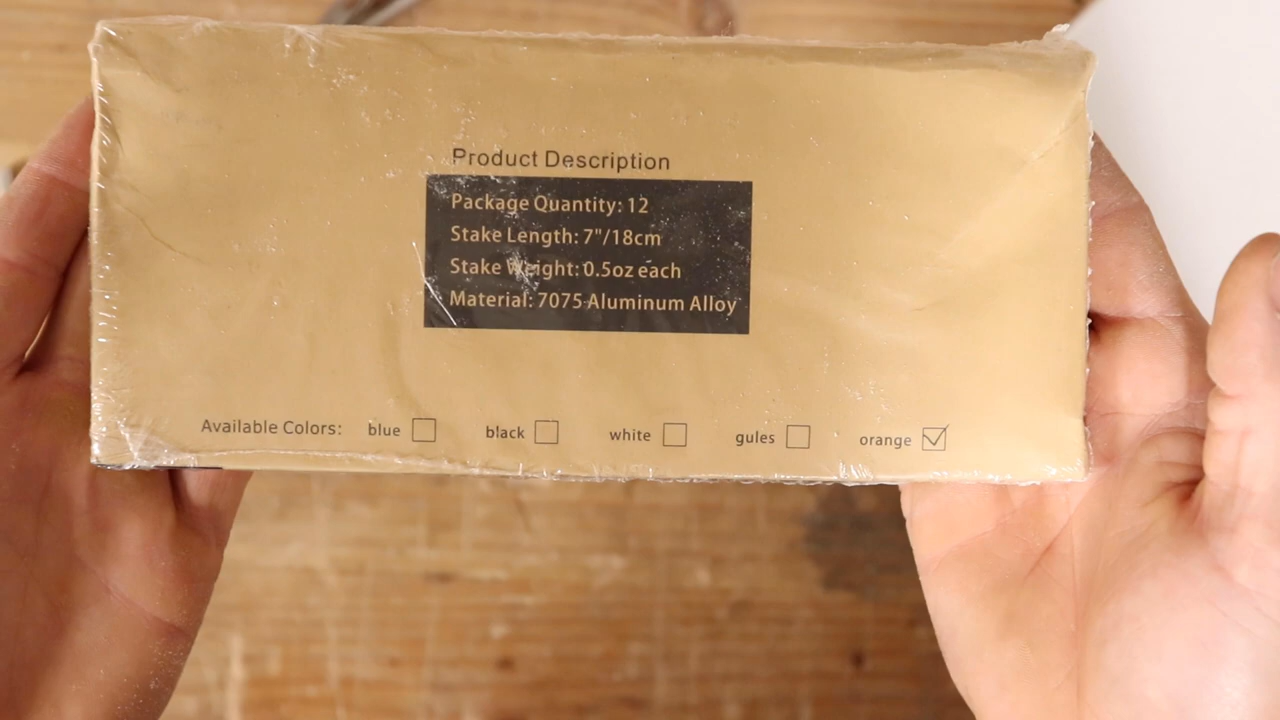 Product Description
Package Quantity: 12
Stake Length: 7"/18cm
Stake Weight: 0.5oz each
Material: 7075 Aluminum Alloy
Available Colors: blue black white gules orange